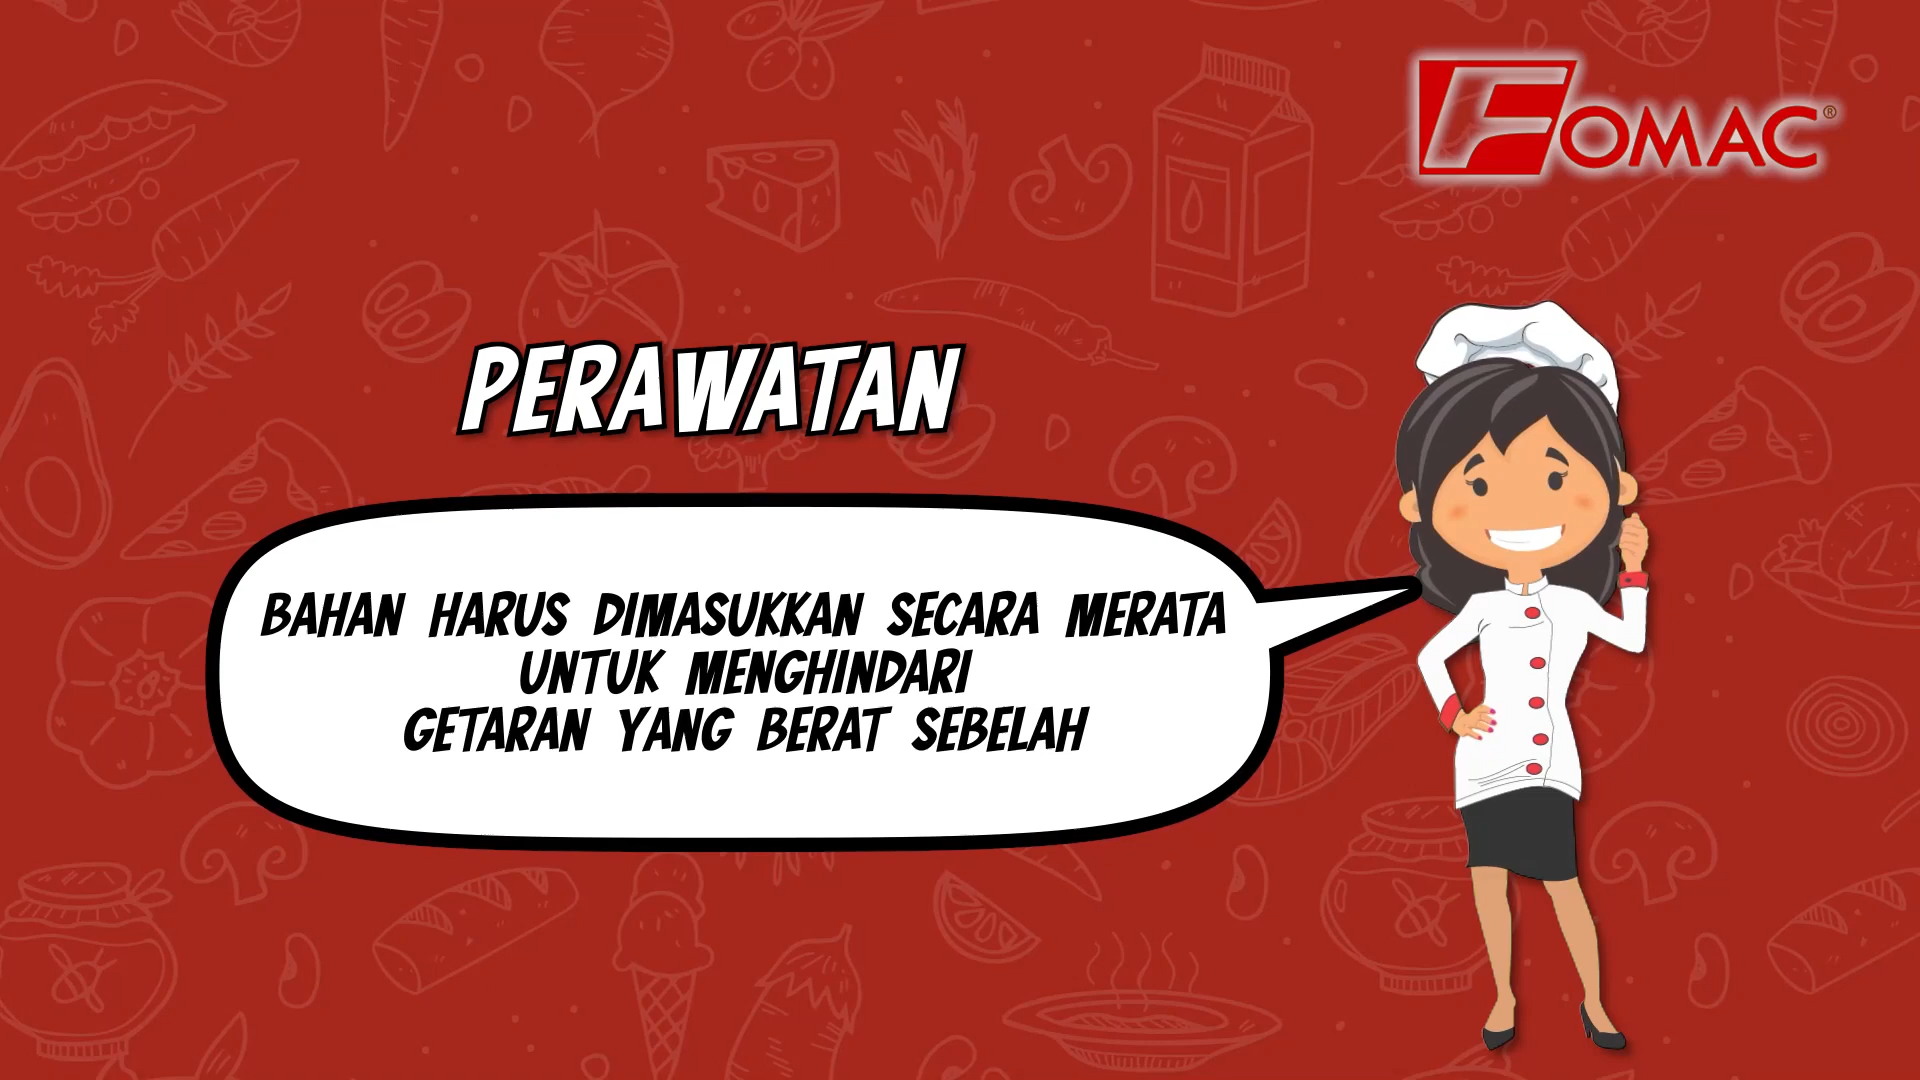 FOMAC®
PERAWATAN
BAHAN HARUS DIMASUKKAN SECARA MERATA
UNTUK MENGHINDARI
GETARAN YANG BERAT SEBELAH